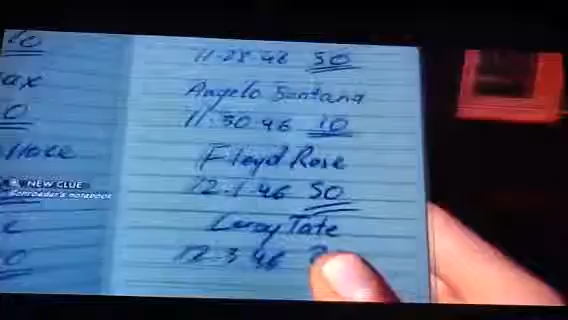 11-28-46 50
Angelo Santana
11-30-46 10
Floyd Rose
12-1-46 50
Leroy Tate
12-3-46
NEW CLUE
notebook